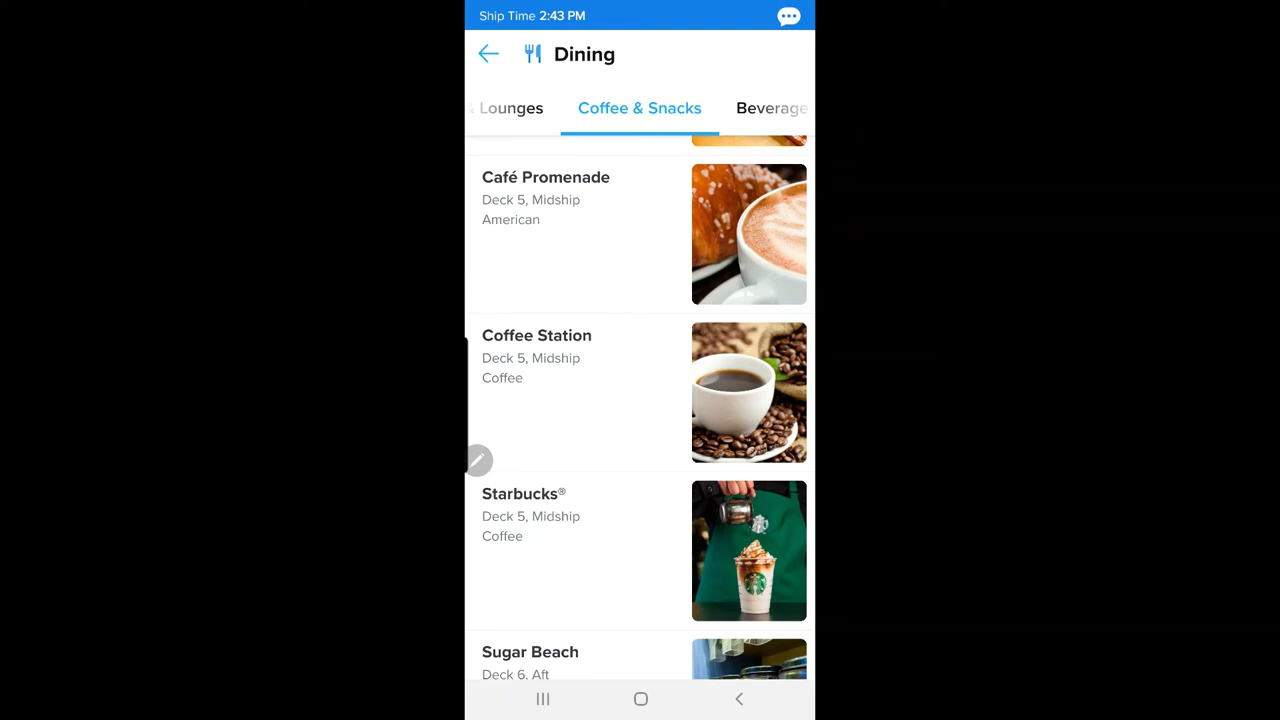 Ship Time 2:43 PM
Dining
& Lounges
Coffee & Snacks
Beverage
Café Promenade
Deck 5, Midship
American
Coffee Station
Deck 5, Midship
Coffee
Starbucks®
Deck 5, Midship
Coffee
Sugar Beach
Deck 6, Aft